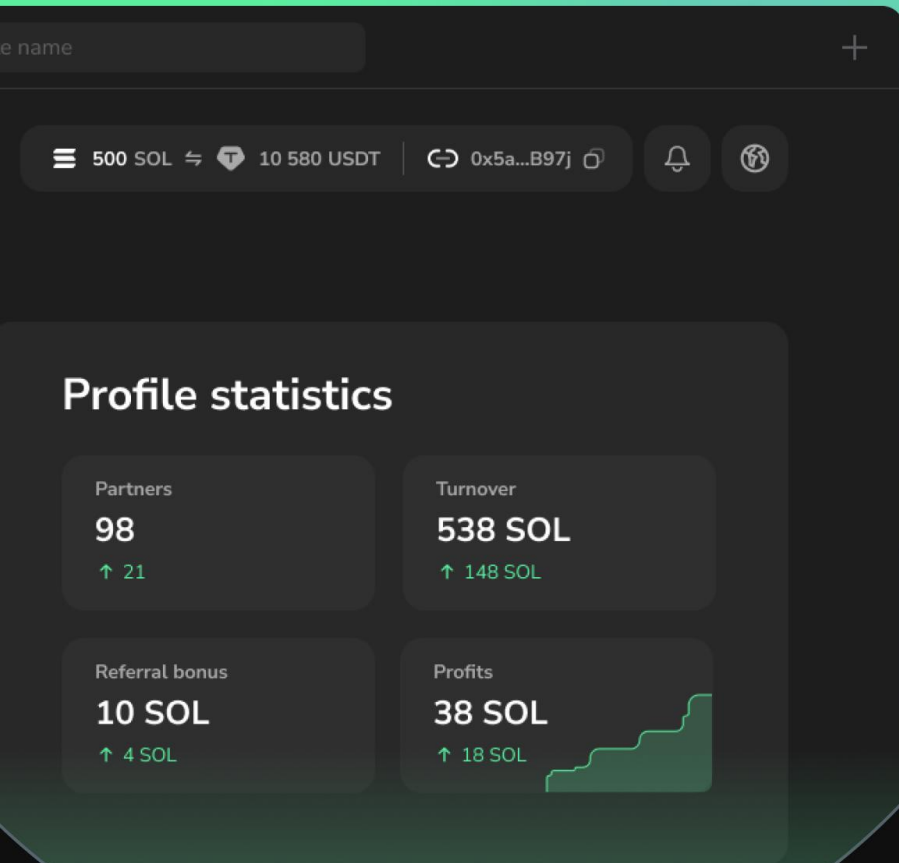 e name
500 SOL ⇋ 10 580 USDT 0x5a...B97j
Profile statistics
Partners
98
↑ 21
Turnover
538 SOL
↑ 148 SOL
Referral bonus
10 SOL
↑ 4 SOL
Profits
38 SOL
↑ 18 SOL